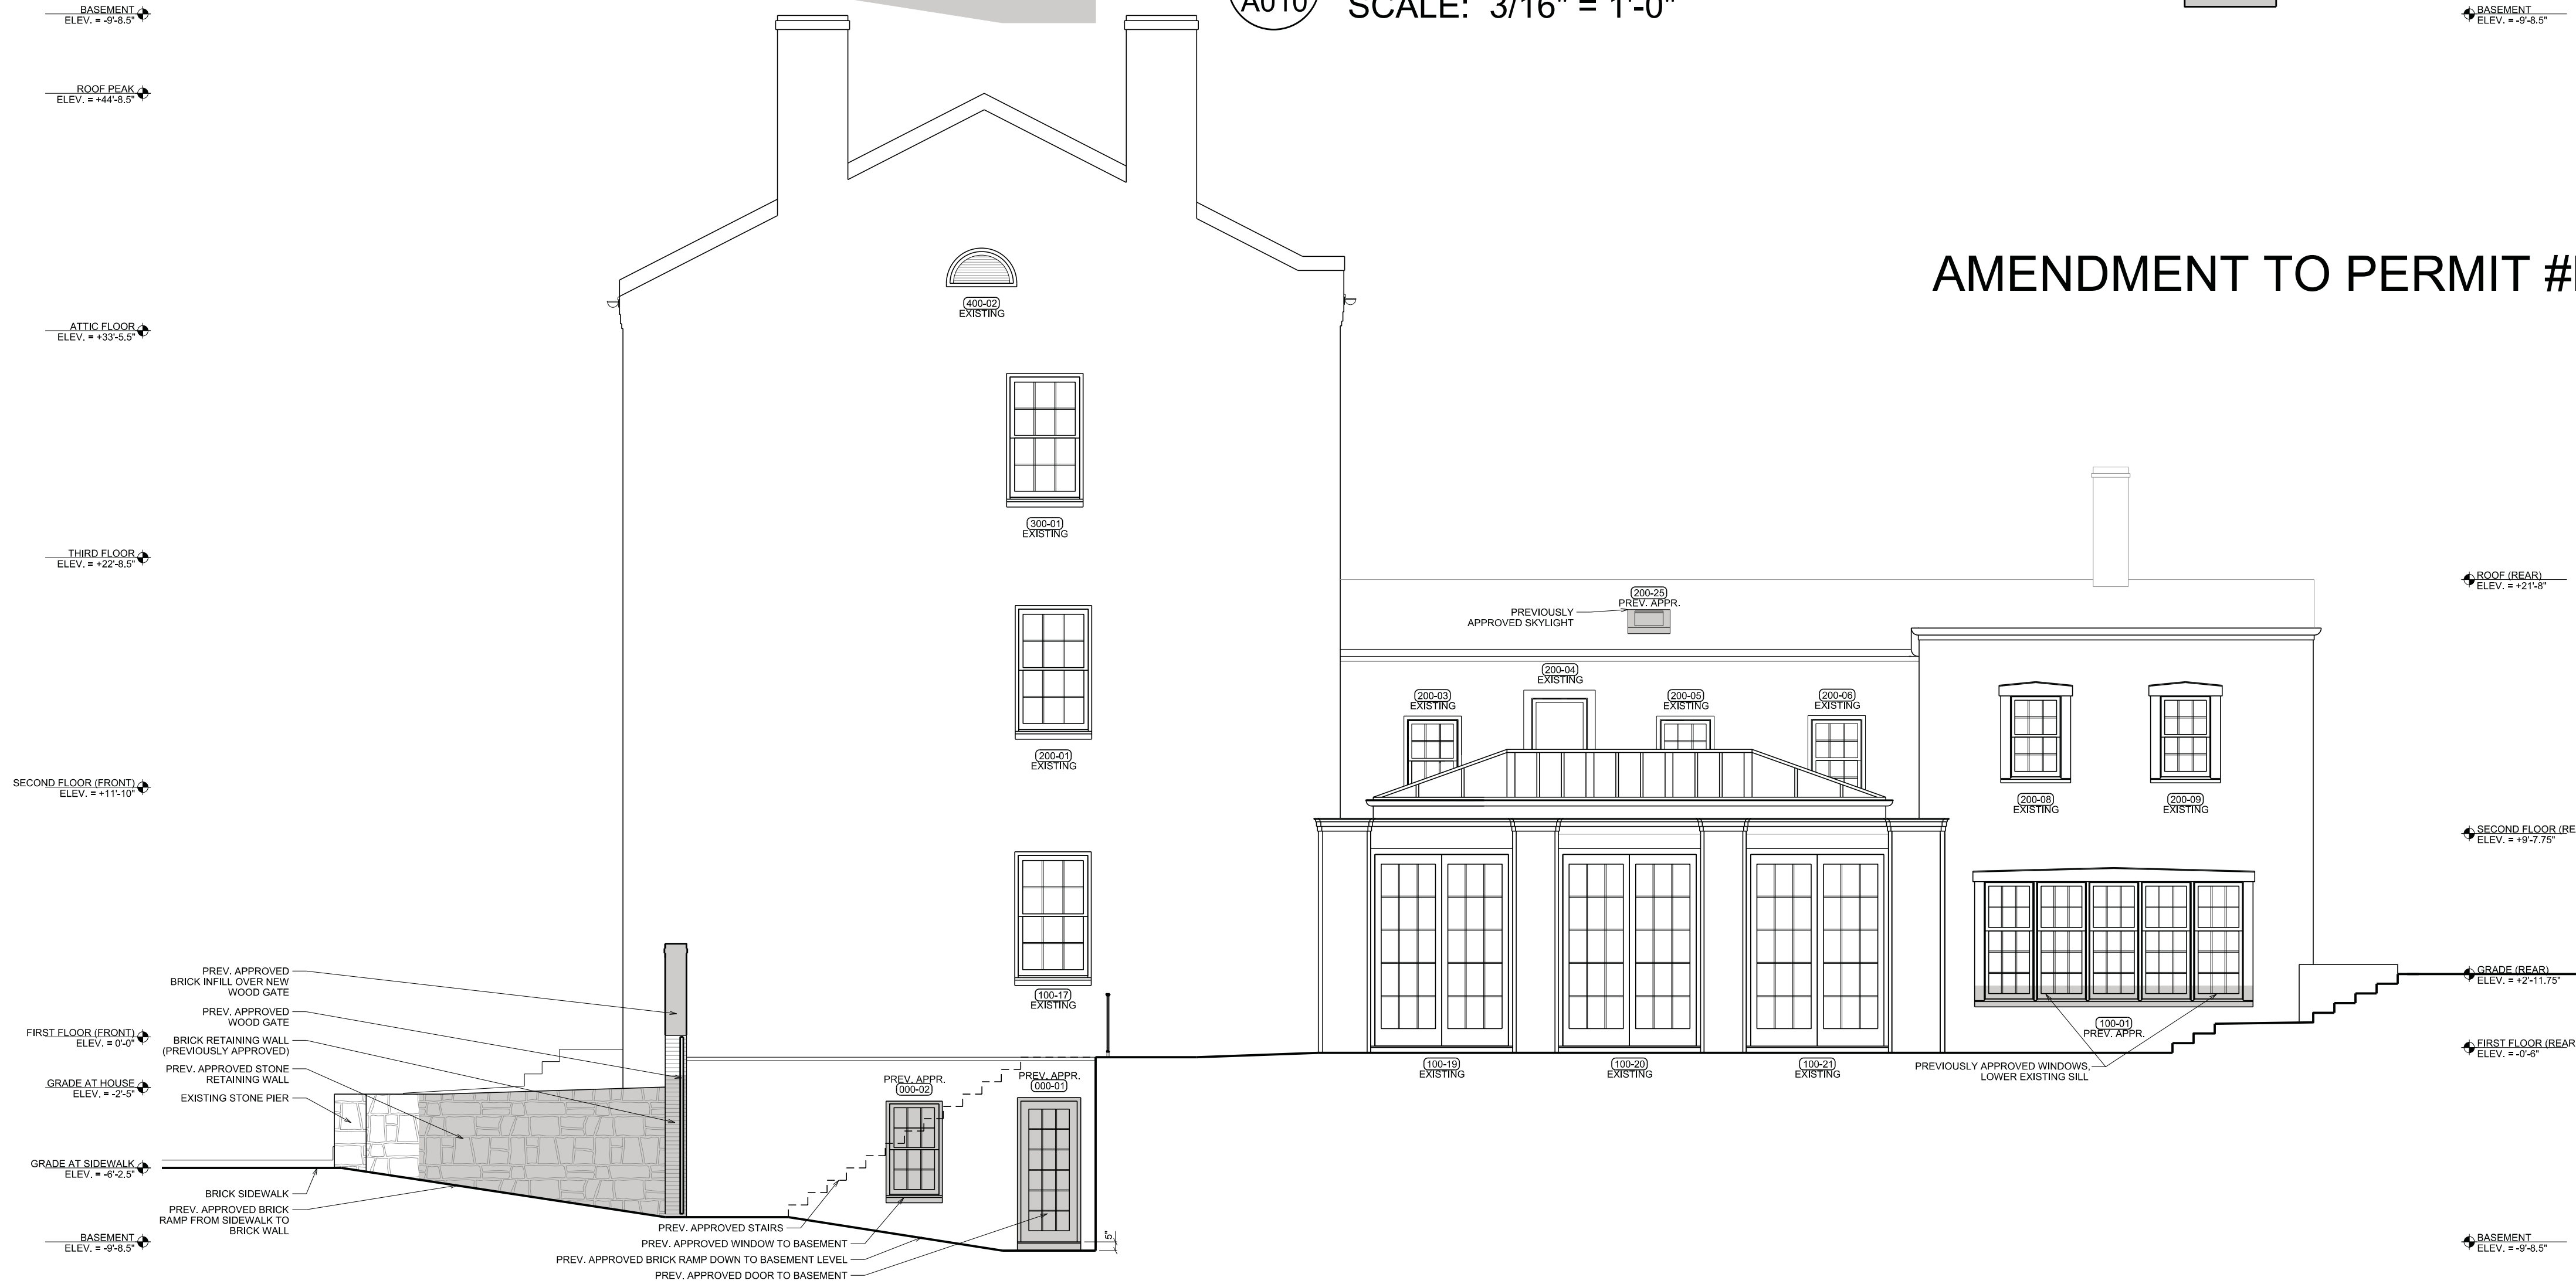 BASEMENT
ELEV. = -9'-8.5"
A010
SCALE: 3/16" = 1'-0"
BASEMENT
ELEV. = -9'-8.5"
ROOF PEAK
ELEV. = +44'-8.5"
AMENDMENT TO PERMIT #
400-02
EXISTING
ATTIC FLOOR
ELEV. = +33'-5.5"
300-01
EXISTING
THIRD FLOOR
ELEV. = +22'-8.5"
ROOF (REAR)
ELEV. = +21'-8"
200-25
PREV. APPR.
PREVIOUSLY
APPROVED SKYLIGHT
200-04
EXISTING
200-03
EXISTING
200-05
EXISTING
200-06
EXISTING
200-01
EXISTING
SECOND FLOOR (FRONT)
ELEV. = +11'-10"
200-08
EXISTING
200-09
EXISTING
SECOND FLOOR (RE
ELEV. = +9'-7.75"
PREV. APPROVED
BRICK INFILL OVER NEW
WOOD GATE
GRADE (REAR)
ELEV. = +2'-11.75"
100-17
EXISTING
PREV. APPROVED
WOOD GATE
100-01
PREV. APPR.
FIRST FLOOR (FRONT)
ELEV. = 0'-0"
BRICK RETAINING WALL
(PREVIOUSLY APPROVED)
FIRST FLOOR (REAR
ELEV. = -0'-6"
PREV. APPROVED STONE
RETAINING WALL
100-19
EXISTING
100-20
EXISTING
100-21
EXISTING
PREVIOUSLY APPROVED WINDOWS,
LOWER EXISTING SILL
GRADE AT HOUSE
ELEV. = -2'-5"
EXISTING STONE PIER
PREV. APPR.
000-02
PREV. APPR.
000-01
GRADE AT SIDEWALK
ELEV. = -6'-2.5"
BRICK SIDEWALK
PREV. APPROVED BRICK
RAMP FROM SIDEWALK TO
BRICK WALL
PREV. APPROVED STAIRS
PREV. APPROVED WINDOW TO BASEMENT
PREV. APPROVED BRICK RAMP DOWN TO BASEMENT LEVEL
PREV. APPROVED DOOR TO BASEMENT
5"
BASEMENT
ELEV. = -9'-8.5"
BASEMENT
ELEV. = -9'-8.5"